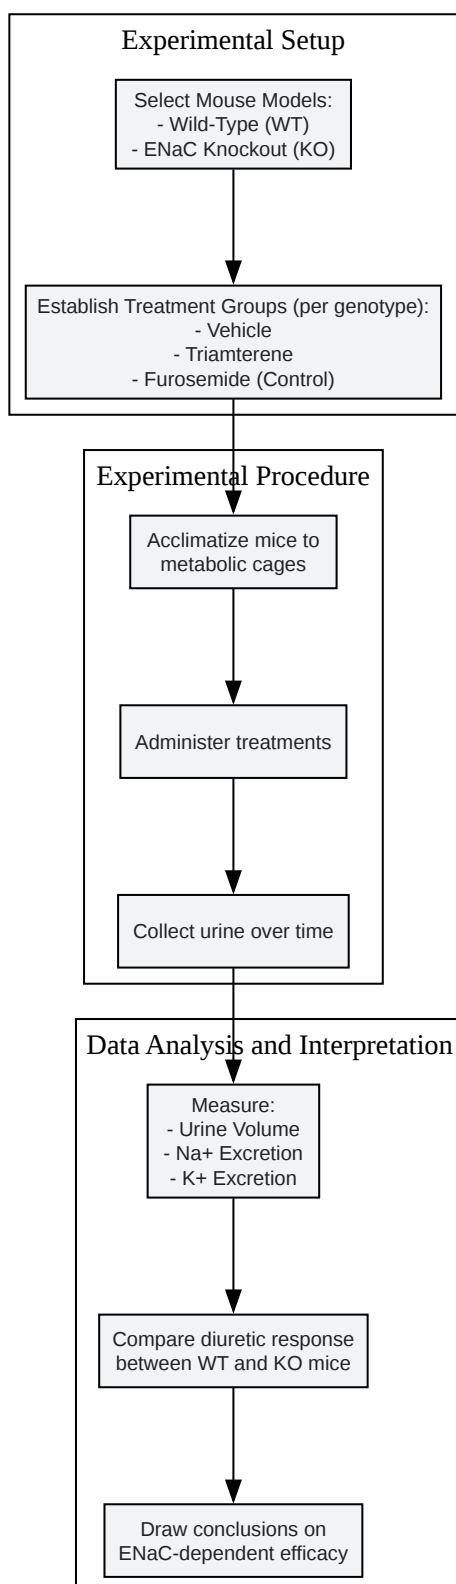 Experimental Setup
Select Mouse Models:
- Wild-Type (WT)
- ENaC Knockout (KO)
Establish Treatment Groups (per genotype):
- Vehicle
- Triamterene
- Furosemide (Control)
Experimental Procedure
Acclimatize mice to
metabolic cages
Administer treatments
Collect urine over time
Data Analysis and Interpretation
Measure:
- Urine Volume
- Na+ Excretion
- K+ Excretion
Compare diuretic response
between WT and KO mice
Draw conclusions on
ENaC-dependent efficacy